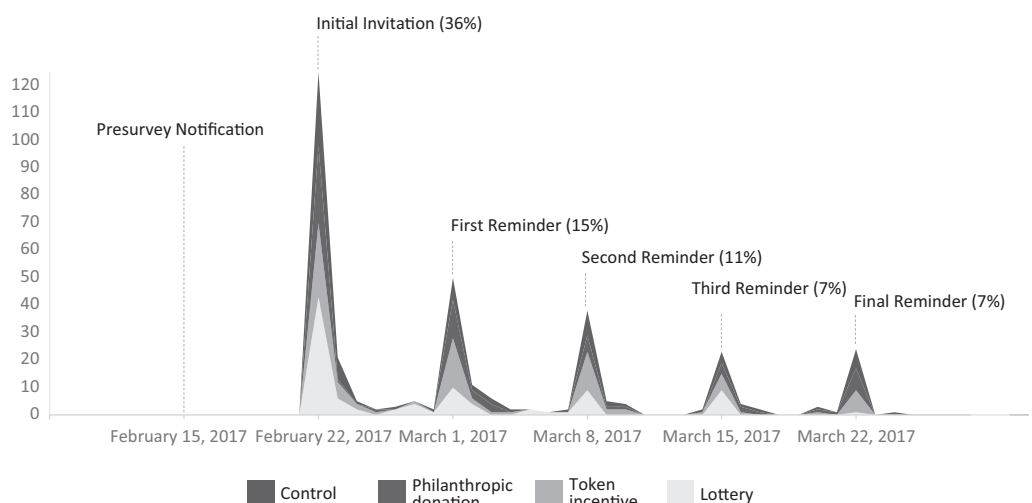 Initial Invitation (36%)
120
110
100
90
80
70
60
50
40
30
20
10
0
Presurvey Notification
First Reminder (15%)
Second Reminder (11%)
Third Reminder (7%)
Final Reminder (7%)
February 15, 2017
February 22, 2017
March 1, 2017
March 8, 2017
March 15, 2017
March 22, 2017
Control
Philanthropic
donation
Token
incentive
Lottery